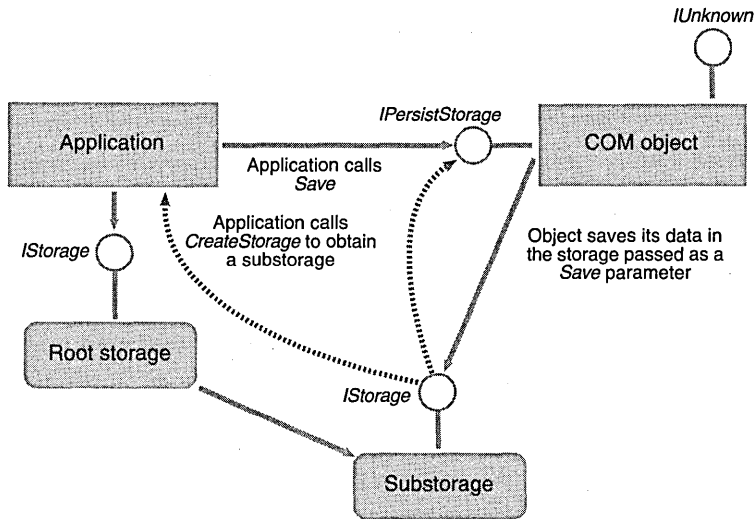 IUnknown
IPersistStorage
Application
COM object
Application calls
Save
Application calls
CreateStorage to obtain
a substorage
Object saves its data in
the storage passed as a
Save parameter
IStorage
Root storage
IStorage
Substorage